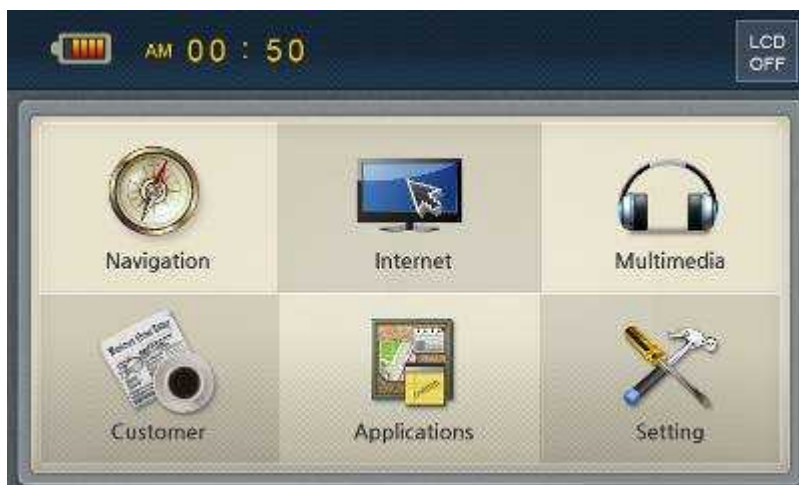 AM 00 : 50
LCD
OFF
Navigation
Internet
Multimedia
Customer
Applications
Setting